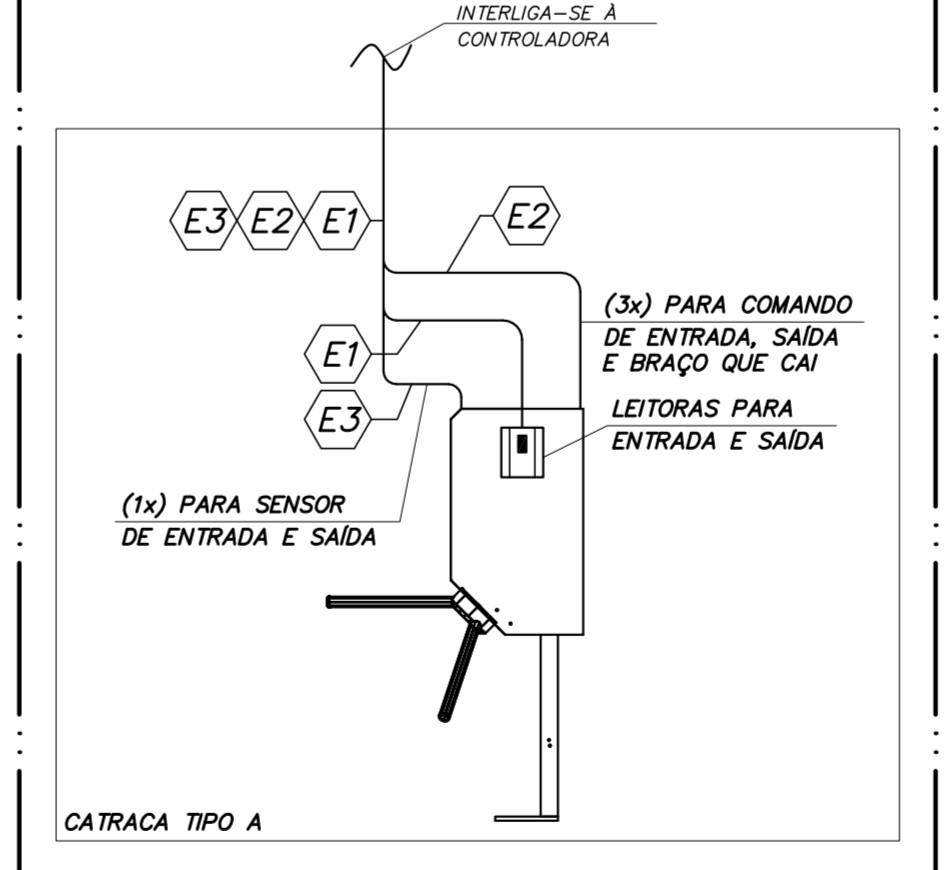 INTERLIGA-SE À
CONTROLADORA
E3 E2 E1
E2
(3x) PARA COMANDO
DE ENTRADA, SAÍDA
E BRAÇO QUE CAI
E1
E3
LEITORAS PARA
ENTRADA E SAÍDA
(1x) PARA SENSOR
DE ENTRADA E SAÍDA
CATRACA TIPO A